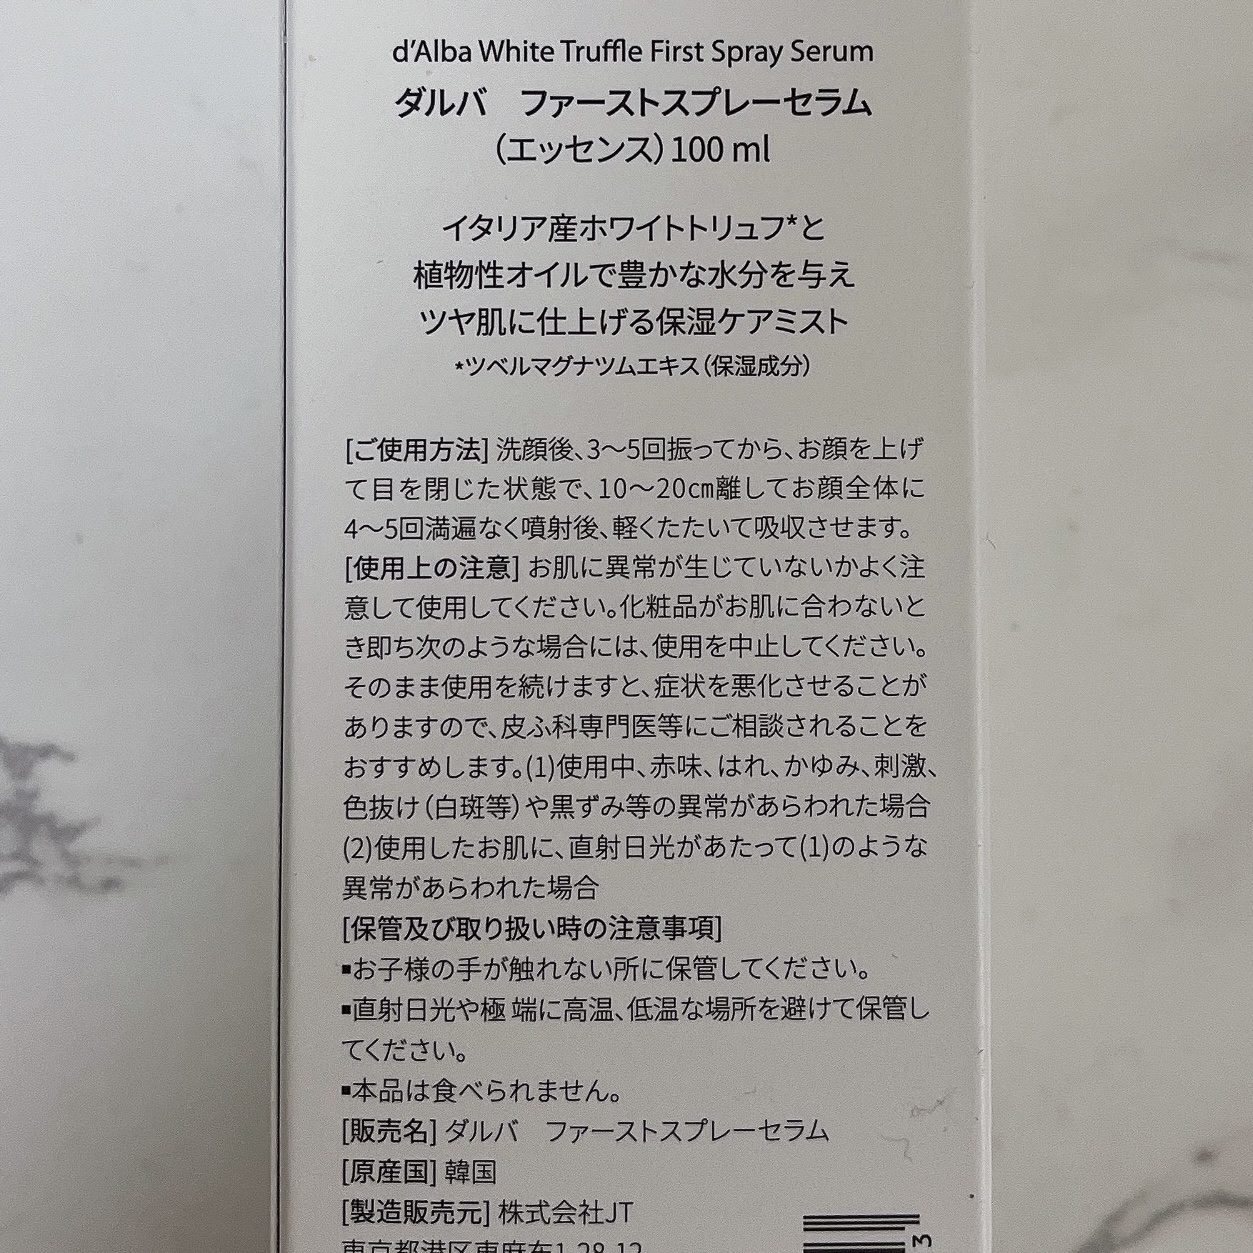 d'Alba White Truffle First Spray Serum
ダルバ　ファーストスプレーセラム
（エッセンス）100 ml
イタリア産ホワイトトリュフ*と
植物性オイルで豊かな水分を与え
ツヤ肌に仕上げる保湿ケアミスト
*ツベルマグナツムエキス（保湿成分）
[ご使用方法] 洗顔後、3〜5回振ってから、お顔を上げ
て目を閉じた状態で、10〜20㎝離してお顔全体に
4〜5回満遍なく噴射後、軽くたたいて吸収させます。
[使用上の注意] お肌に異常が生じていないかよく注
意して使用してください。化粧品がお肌に合わないと
き即ち次のような場合には、使用を中止してください。
そのまま使用を続けますと、症状を悪化させることが
ありますので、皮ふ科専門医等にご相談されることを
おすすめします。(1)使用中、赤味、はれ、かゆみ、刺激、
色抜け（白斑等）や黒ずみ等の異常があらわれた場合
(2)使用したお肌に、直射日光があたって(1)のような
異常があらわれた場合
[保管及び取り扱い時の注意事項]
▪お子様の手が触れない所に保管してください。
▪直射日光や極 端に高温、低温な場所を避けて保管し
てください。
▪本品は食べられません。
[販売名] ダルバ　ファーストスプレーセラム
[原産国] 韓国
[製造販売元] 株式会社JT
東京都港区東麻布1-28-12
3